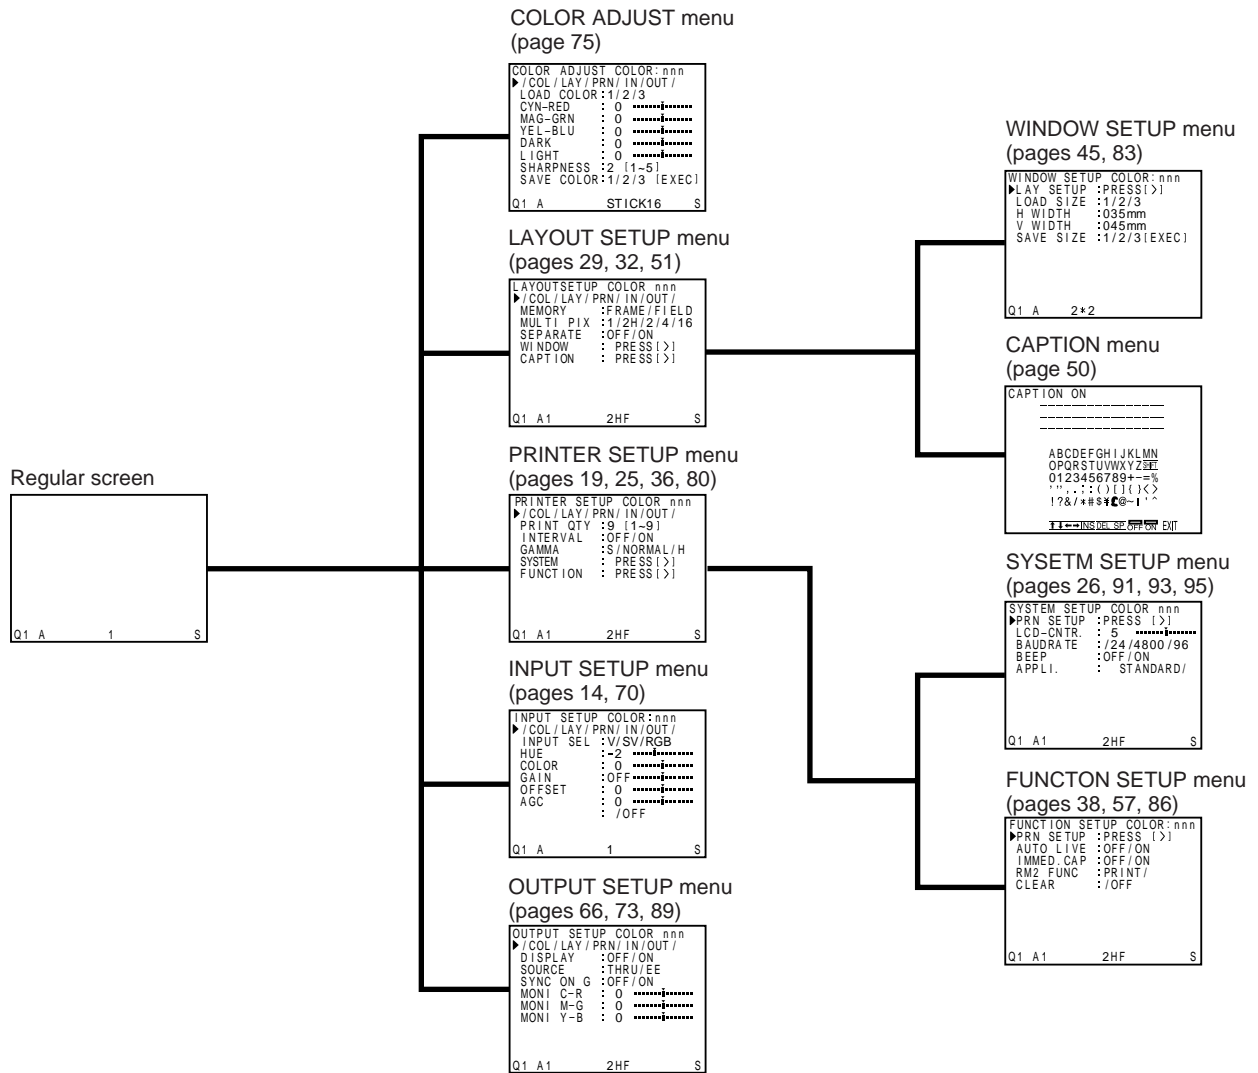 COLOR ADJUST menu
(page 75)
COLOR ADJUST COLOR:nnn
▶/COL/LAY/PRN/IN/OUT/
LOAD COLOR:1/2/3
CYN-RED : 0
MAG-GRN : 0
YEL-BLU : 0
DARK : 0
LIGHT : 0
SHARPNESS :2 [1~5]
SAVE COLOR:1/2/3 [EXEC]
Q1 A STICK16 S
LAYOUT SETUP menu
(pages 29, 32, 51)
LAYOUTSETUP COLOR nnn
▶/COL/LAY/PRN/IN/OUT/
MEMORY :FRAME/FIELD
MULTI PIX :1/2H/2/4/16
SEPARATE :OFF/ON
WINDOW : PRESS[>]
CAPTION : PRESS[>]
Q1 A1 2HF S
PRINTER SETUP menu
(pages 19, 25, 36, 80)
PRINTER SETUP COLOR nnn
▶/COL/LAY/PRN/IN/OUT/
PRINT QTY :9 [1~9]
INTERVAL :OFF/ON
GAMMA :S/NORMAL/H
SYSTEM : PRESS[>]
FUNCTION : PRESS[>]
Q1 A1 2HF S
INPUT SETUP menu
(pages 14, 70)
INPUT SETUP COLOR:nnn
▶/COL/LAY/PRN/IN/OUT/
INPUT SEL :V/SV/RGB
HUE :-2
COLOR : 0
GAIN :OFF
OFFSET : 0
AGC : 0
: /OFF
Q1 A 1 S
OUTPUT SETUP menu
(pages 66, 73, 89)
OUTPUT SETUP COLOR nnn
▶/COL/LAY/PRN/IN/OUT/
DISPLAY :OFF/ON
SOURCE :THRU/EE
SYNC ON G :OFF/ON
MONI C-R : 0
MONI M-G : 0
MONI Y-B : 0
Q1 A1 2HF S
Regular screen
Q1 A 1 S
WINDOW SETUP menu
(pages 45, 83)
WINDOW SETUP COLOR:nnn
▶LAY SETUP :PRESS[>]
LOAD SIZE :1/2/3
H WIDTH :035mm
V WIDTH :045mm
SAVE SIZE :1/2/3[EXEC]
Q1 A 2*2
CAPTION menu
(page 50)
CAPTION ON
ABCDEFGHIJKLMN
OPQRSTUVWXYZ
0123456789+-=%
'",.;:()[]{}<>
!?&/*#$¥£@~I'^
↑↓←→INS DEL SP OFF ON EXIT
SYSETM SETUP menu
(pages 26, 91, 93, 95)
SYSTEM SETUP COLOR nnn
▶PRN SETUP :PRESS [>]
LCD-CNTR. : 5
BAUDRATE :/24/4800/96
BEEP :OFF/ON
APPLI. : STANDARD/
Q1 A1 2HF S
FUNCTON SETUP menu
(pages 38, 57, 86)
FUNCTION SETUP COLOR:nnn
▶PRN SETUP :PRESS [>]
AUTO LIVE :OFF/ON
IMMED.CAP :OFF/ON
RM2 FUNC :PRINT/
CLEAR :/OFF
Q1 A1 2HF S